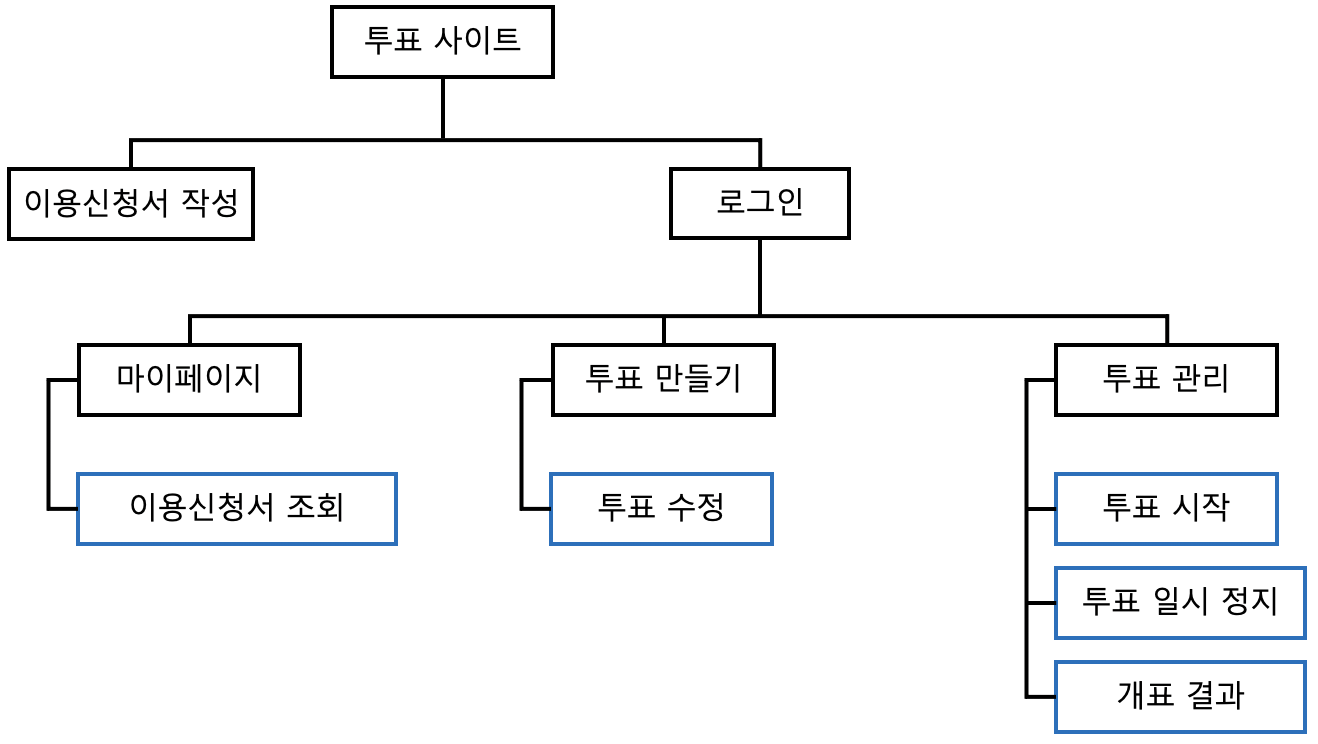 투표 사이트
이용신청서 작성
로그인
마이페이지
투표 만들기
투표 관리
이용신청서 조회
투표 수정
투표 시작
투표 일시 정지
개표 결과